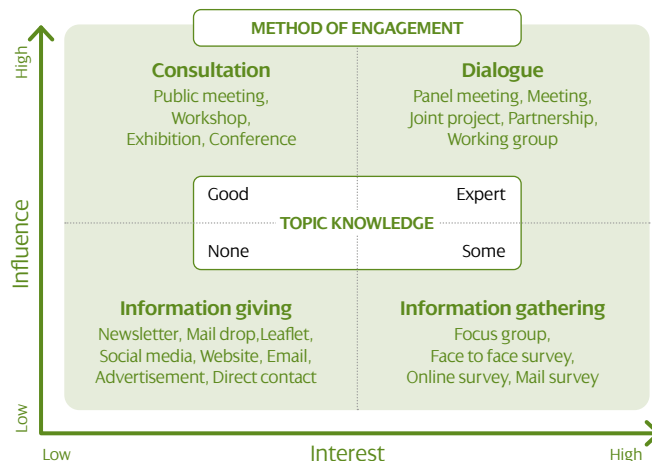 METHOD OF ENGAGEMENT
High
Consultation
Public meeting,
Workshop,
Exhibition, Conference
Dialogue
Panel meeting, Meeting,
Joint project, Partnership,
Working group
Good
Expert
TOPIC KNOWLEDGE
None
Some
Influence
Information giving
Newsletter, Mail drop,Leaflet,
Social media, Website, Email,
Advertisement, Direct contact
Information gathering
Focus group,
Face to face survey,
Online survey, Mail survey
Low
Low
Interest
High